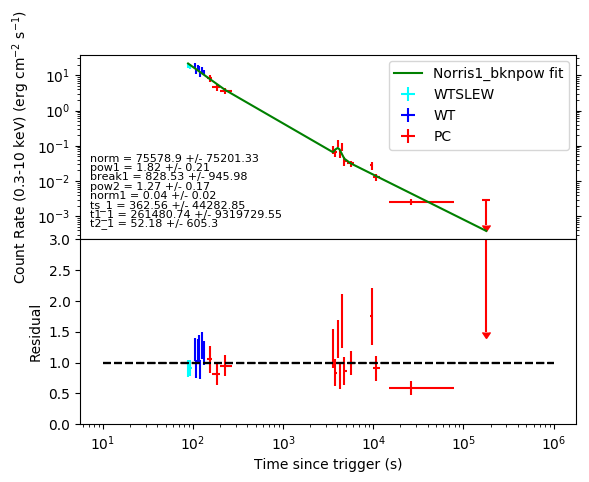 Count Rate (0.3-10 keV) (erg cm⁻² s⁻¹)
10¹
10⁰
10⁻¹
10⁻²
10⁻³
Norris1_bknpow fit
WTSLEW
WT
PC
norm = 75578.9 +/- 75201.33
pow1 = 1.82 +/- 0.21
break1 = 828.53 +/- 945.98
pow2 = 1.27 +/- 0.17
norm1 = 0.04 +/- 0.02
ts_1 = 362.56 +/- 44282.85
t1_1 = 261480.74 +/- 9319729.55
t2_1 = 52.18 +/- 605.3
Residual
3.0
2.5
2.0
1.5
1.0
0.5
0.0
10¹ 10² 10³ 10⁴ 10⁵ 10⁶
Time since trigger (s)